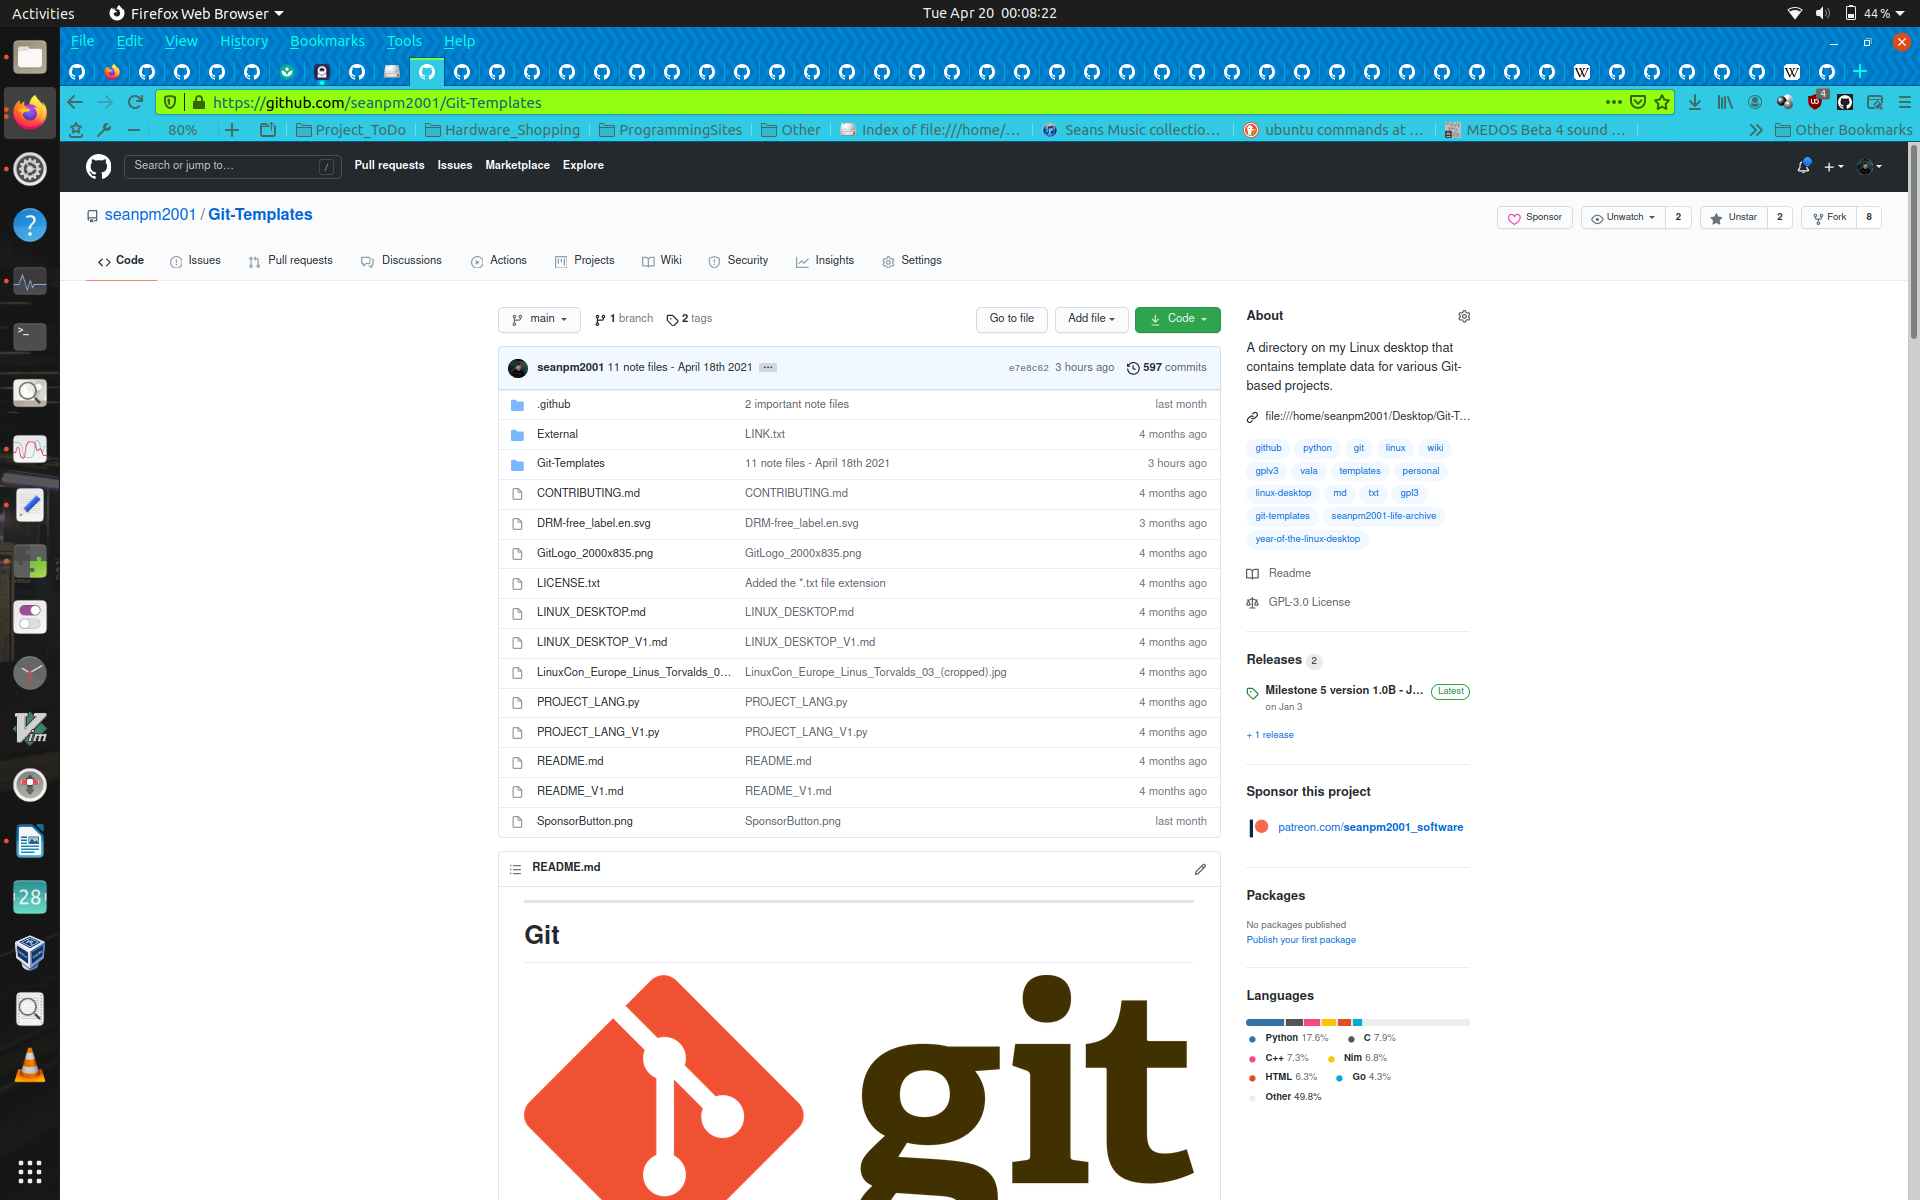 Activities Firefox Web Browser Tue Apr 20 00:08:22 44%
File Edit View History Bookmarks Tools Help
https://github.com/seanpm2001/Git-Templates 4
80% Project_ToDo Hardware_Shopping ProgrammingSites Other Index of file:///home/... Seans Music collectio... ubuntu commands at ... MEDOS Beta 4 sound ... Other Bookmarks
Search or jump to... / Pull requests Issues Marketplace Explore
seanpm2001 / Git-Templates Sponsor Unwatch 2 Unstar 2 Fork 8
Code Issues Pull requests Discussions Actions Projects Wiki Security Insights Settings
main 1 branch 2 tags Go to file Add file Code
seanpm2001 11 note files - April 18th 2021 ... e7e8c62 3 hours ago 597 commits
.github 2 important note files last month
External LINK.txt 4 months ago
Git-Templates 11 note files - April 18th 2021 3 hours ago
CONTRIBUTING.md CONTRIBUTING.md 4 months ago
DRM-free_label.en.svg DRM-free_label.en.svg 3 months ago
GitLogo_2000x835.png GitLogo_2000x835.png 4 months ago
LICENSE.txt Added the *.txt file extension 4 months ago
LINUX_DESKTOP.md LINUX_DESKTOP.md 4 months ago
LINUX_DESKTOP_V1.md LINUX_DESKTOP_V1.md 4 months ago
LinuxCon_Europe_Linus_Torvalds_0... LinuxCon_Europe_Linus_Torvalds_03_(cropped).jpg 4 months ago
PROJECT_LANG.py PROJECT_LANG.py 4 months ago
PROJECT_LANG_V1.py PROJECT_LANG_V1.py 4 months ago
README.md README.md 4 months ago
README_V1.md README_V1.md 4 months ago
SponsorButton.png SponsorButton.png last month
README.md
Git
git
About
A directory on my Linux desktop that
contains template data for various Git-
based projects.
file:///home/seanpm2001/Desktop/Git-T...
github python git linux wiki
gplv3 vala templates personal
linux-desktop md txt gpl3
git-templates seanpm2001-life-archive
year-of-the-linux-desktop
Readme
GPL-3.0 License
Releases 2
Milestone 5 version 1.0B - J... Latest
on Jan 3
+ 1 release
Sponsor this project
patreon.com/seanpm2001_software
Packages
No packages published
Publish your first package
Languages
Python 17.6% C 7.9%
C++ 7.3% Nim 6.8%
HTML 6.3% Go 4.3%
Other 49.8%
28